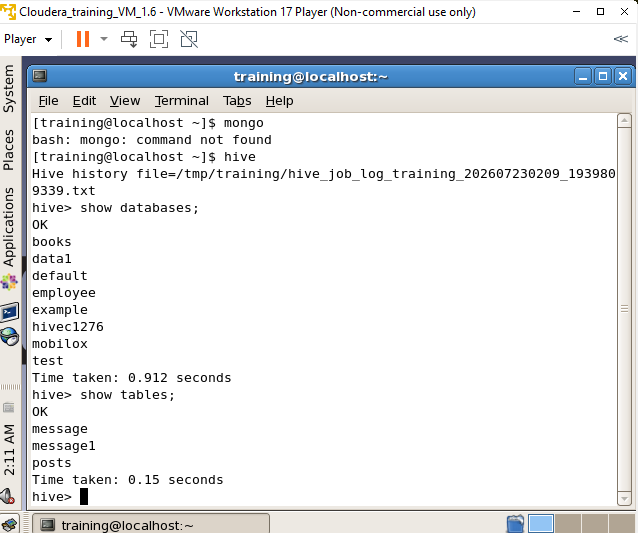 Cloudera_training_VM_1.6 - VMware Workstation 17 Player (Non-commercial use only)
Player
System
Places
Applications
2:11 AM
training@localhost:~
File Edit View Terminal Tabs Help
[training@localhost ~]$ mongo
bash: mongo: command not found
[training@localhost ~]$ hive
Hive history file=/tmp/training/hive_job_log_training_202607230209_193980
9339.txt
hive> show databases;
OK
books
data1
default
employee
example
hivec1276
mobilox
test
Time taken: 0.912 seconds
hive> show tables;
OK
message
message1
posts
Time taken: 0.15 seconds
hive>
training@localhost:~